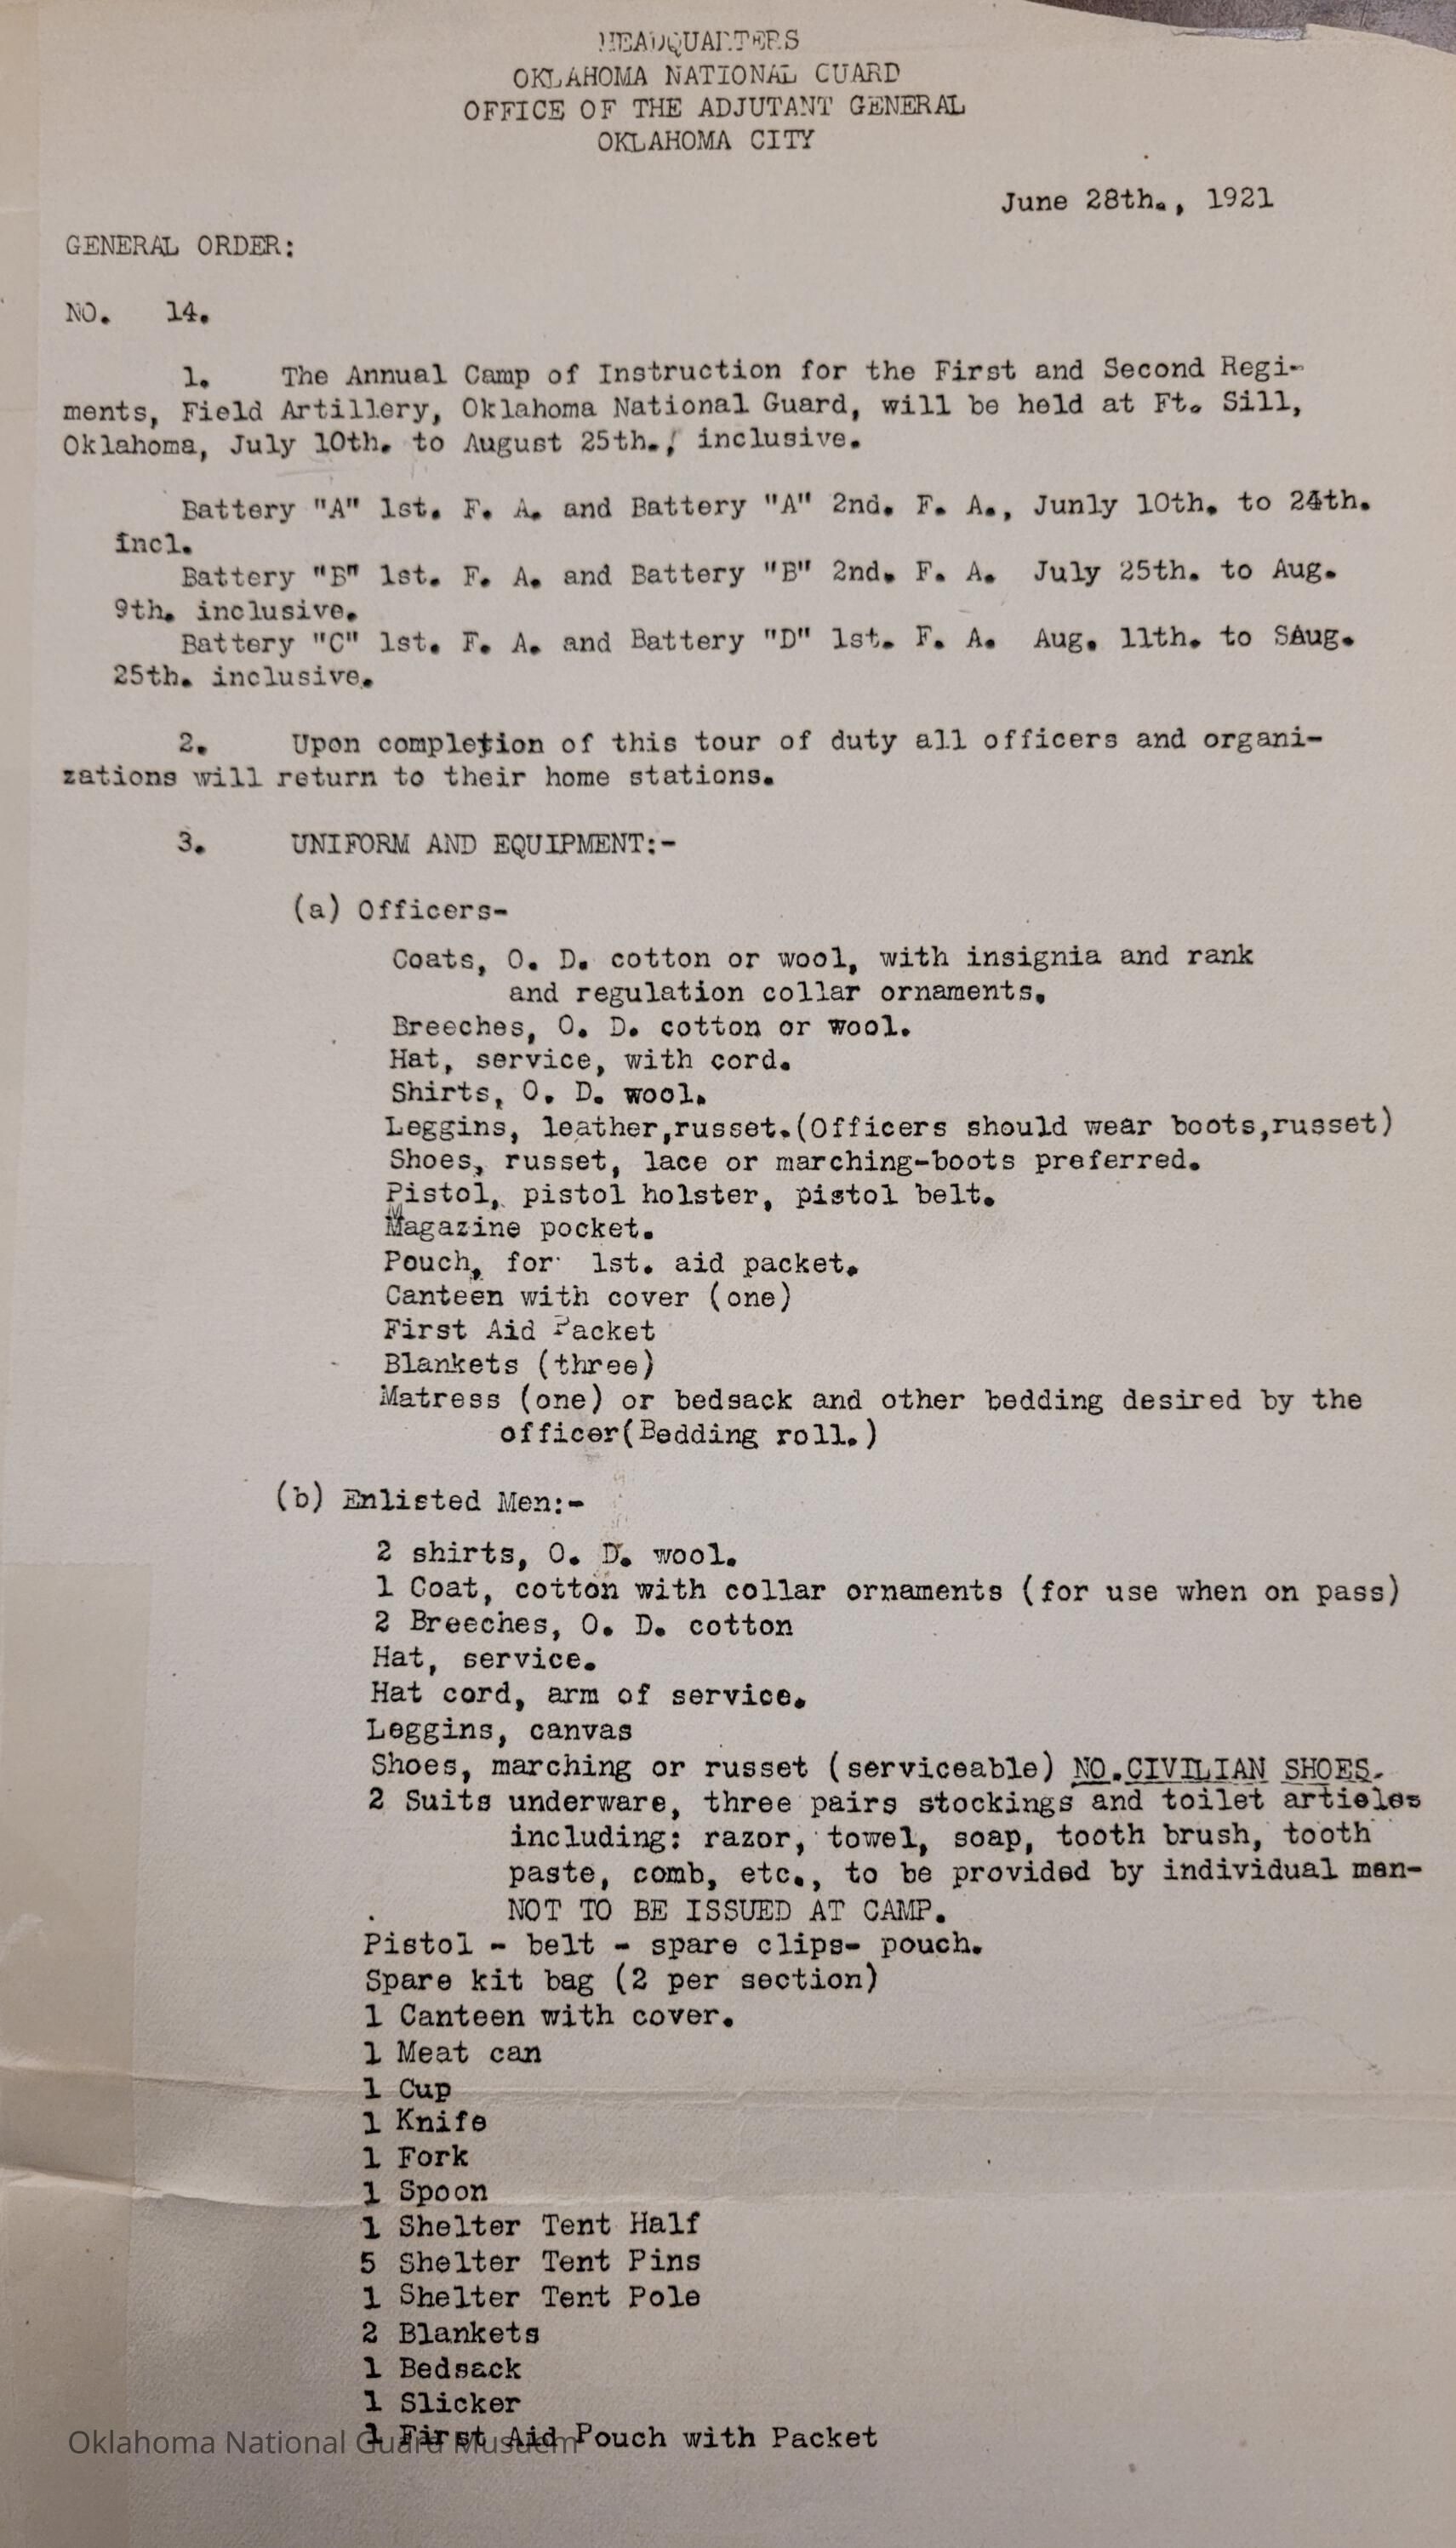 HEADQUARTERS
OKLAHOMA NATIONAL GUARD
OFFICE OF THE ADJUTANT GENERAL
OKLAHOMA CITY
June 28th., 1921
GENERAL ORDER:
NO. 14.
1. The Annual Camp of Instruction for the First and Second Regi-
ments, Field Artillery, Oklahoma National Guard, will be held at Ft. Sill,
Oklahoma, July 10th. to August 25th., inclusive.
Battery "A" 1st. F. A. and Battery "A" 2nd. F. A., Junly 10th. to 24th.
incl.
Battery "B" 1st. F. A. and Battery "B" 2nd. F. A. July 25th. to Aug.
9th. inclusive.
Battery "C" 1st. F. A. and Battery "D" 1st. F. A. Aug. 11th. to SAug.
25th. inclusive.
2. Upon completion of this tour of duty all officers and organi-
zations will return to their home stations.
3. UNIFORM AND EQUIPMENT:-
(a) Officers-
Coats, O. D. cotton or wool, with insignia and rank
and regulation collar ornaments.
Breeches, O. D. cotton or wool.
Hat, service, with cord.
Shirts, O. D. wool.
Leggins, leather,russet.(Officers should wear boots,russet)
Shoes, russet, lace or marching-boots preferred.
Pistol, pistol holster, pistol belt.
Magazine pocket.
Pouch, for 1st. aid packet.
Canteen with cover (one)
First Aid Packet
Blankets (three)
Matress (one) or bedsack and other bedding desired by the
officer(Bedding roll.)
(b) Enlisted Men:-
2 shirts, O. D. wool.
1 Coat, cotton with collar ornaments (for use when on pass)
2 Breeches, O. D. cotton
Hat, service.
Hat cord, arm of service.
Leggins, canvas
Shoes, marching or russet (serviceable) NO.CIVILIAN SHOES.
2 Suits underware, three pairs stockings and toilet articles
including: razor, towel, soap, tooth brush, tooth
paste, comb, etc., to be provided by individual men-
NOT TO BE ISSUED AT CAMP.
Pistol - belt - spare clips- pouch.
Spare kit bag (2 per section)
1 Canteen with cover.
1 Meat can
1 Cup
1 Knife
1 Fork
1 Spoon
1 Shelter Tent Half
5 Shelter Tent Pins
1 Shelter Tent Pole
2 Blankets
1 Bedsack
1 Slicker
1 First Aid Pouch with Packet
Oklahoma National Guard Musuem